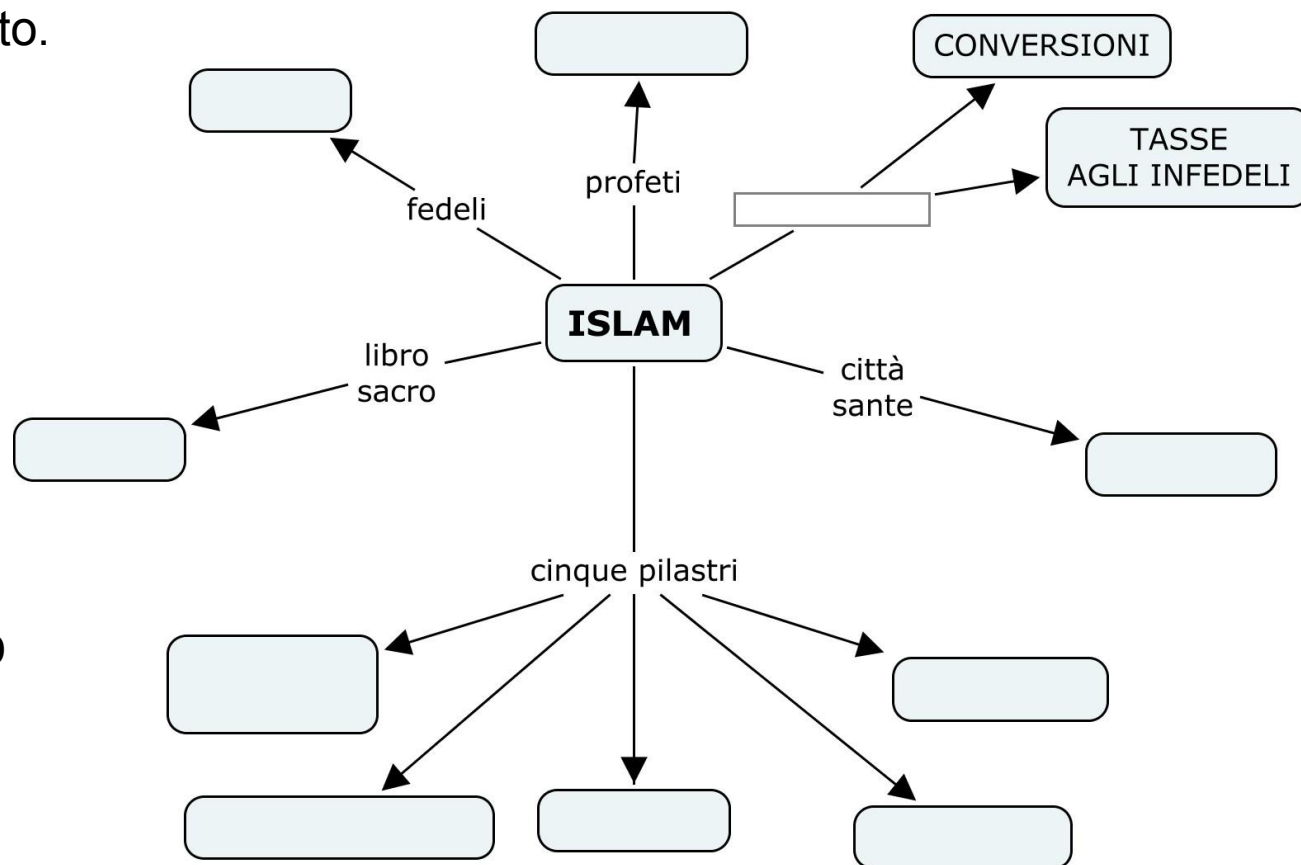 to.
CONVERSIONI
TASSE
AGLI INFEDELI
profeti
fedeli
ISLAM
libro
sacro
città
sante
cinque pilastri